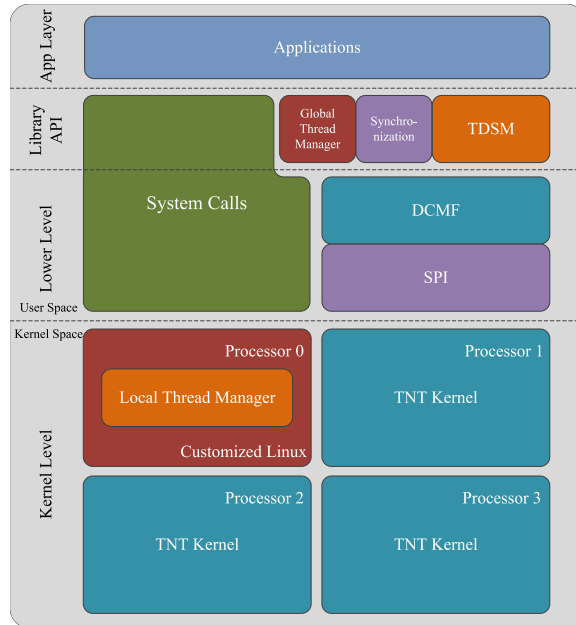 App Layer
Applications
Library
API
Global
Thread
Manager
Synchro-
nization
TDSM
System Calls
Lower Level
DCMF
SPI
User Space
Kernel Space
Kernel Level
Processor 0
Local Thread Manager
Customized Linux
Processor 1
TNT Kernel
Processor 2
TNT Kernel
Processor 3
TNT Kernel